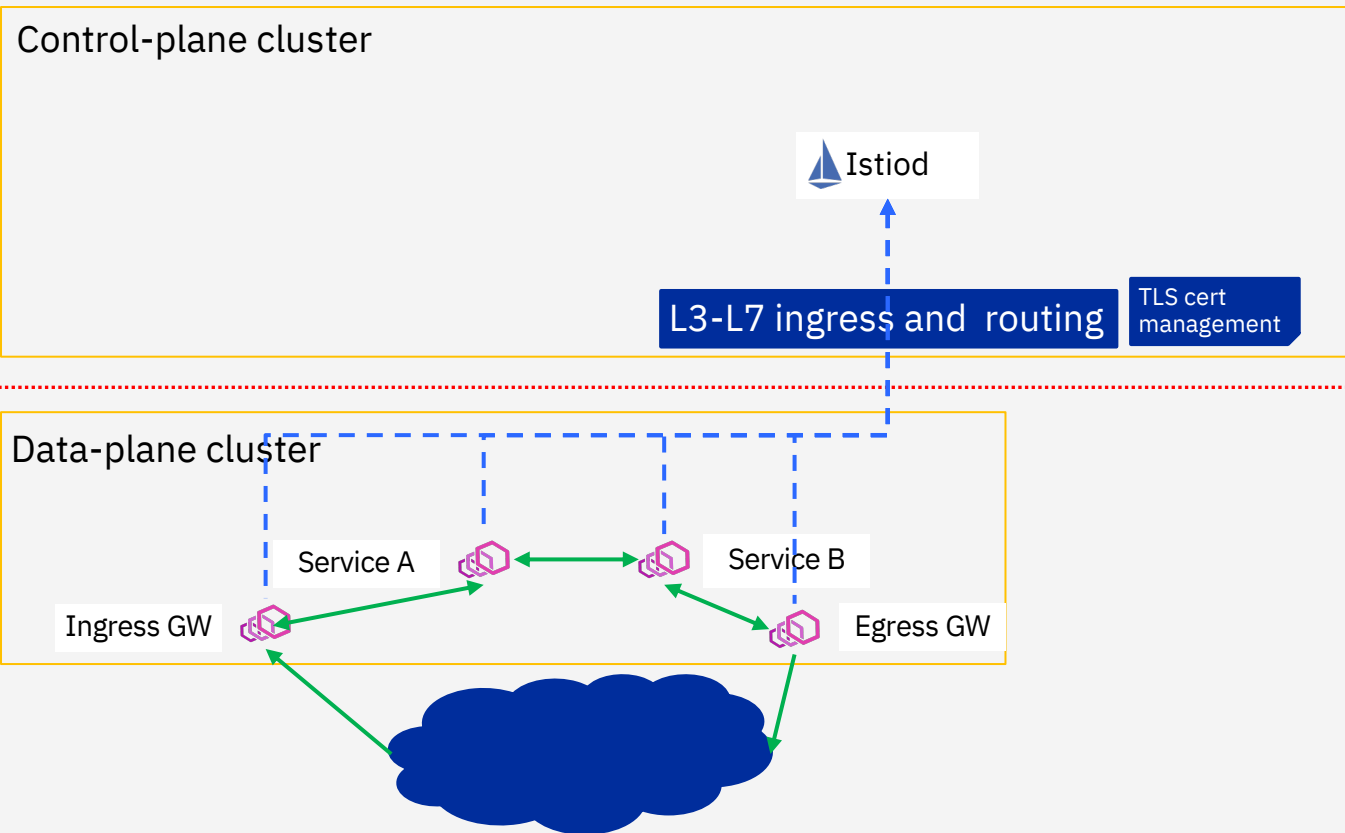 Control-plane cluster
Istiod
L3-L7 ingress and routing
TLS cert
management
Data-plane cluster
Service A
Service B
Ingress GW
Egress GW